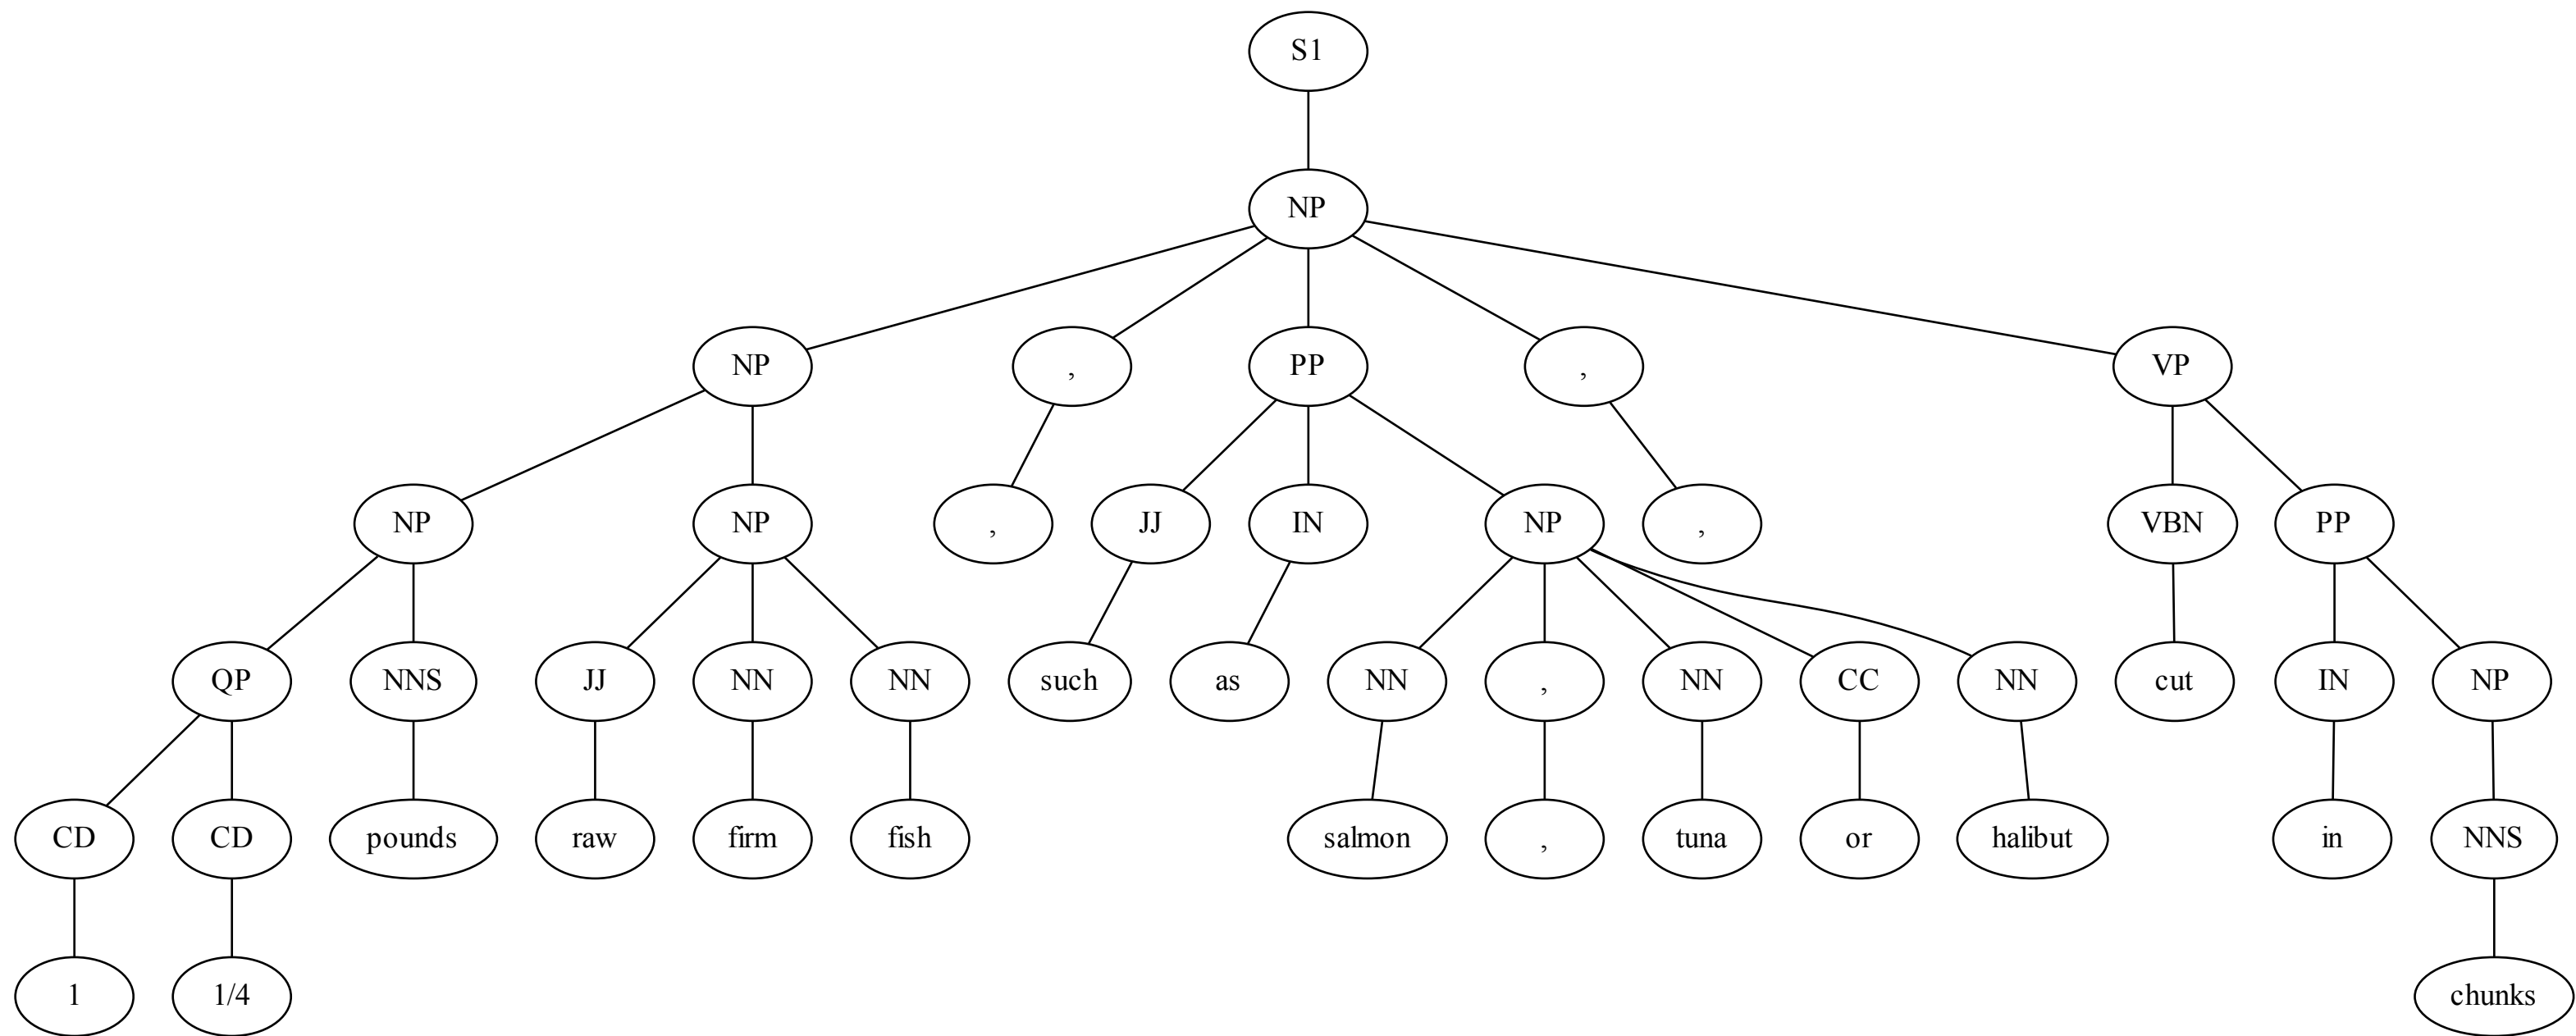 S1
NP
NP , PP , VP
NP NP , JJ IN NP , VBN PP
QP NNS JJ NN NN such as NN , NN CC NN cut IN NP
CD CD pounds raw firm fish salmon , tuna or halibut in NNS
1 1/4 chunks